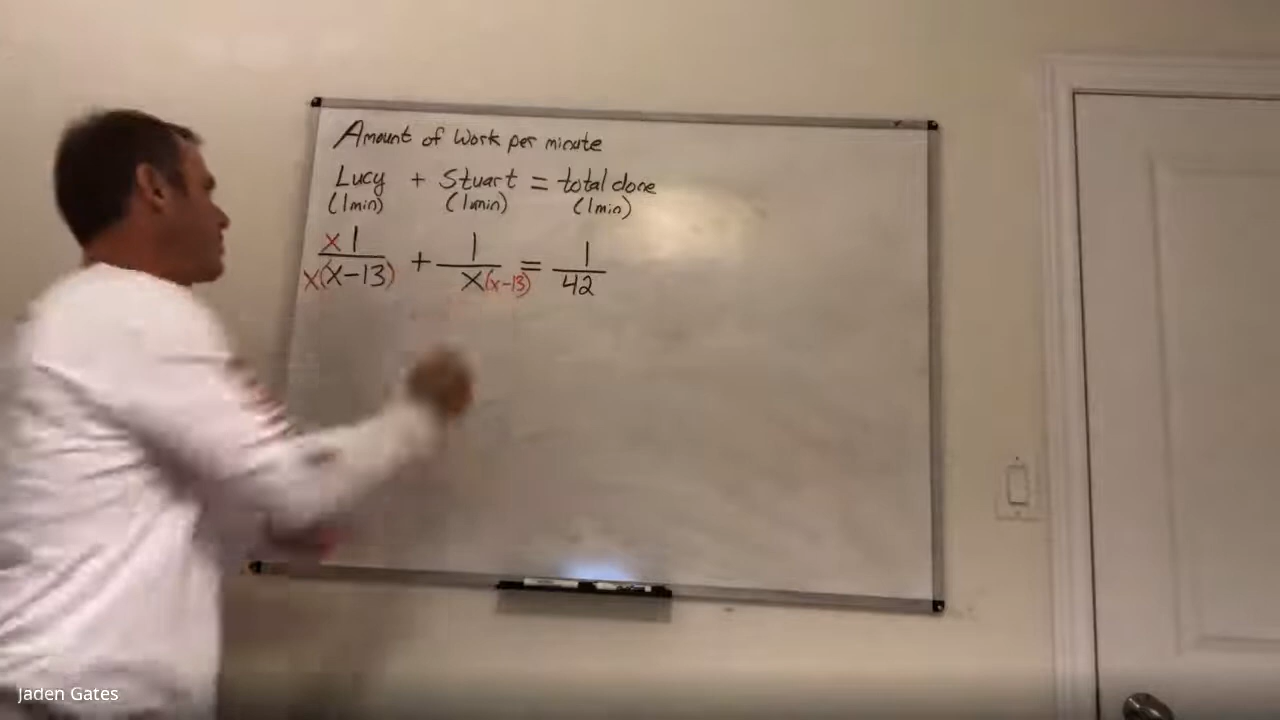 Amount of Work per minute
Lucy + Stuart = total done
(1min) (1min) (1min)
x 1 1 1
x(x-13) + x(x-13) = 42
Jaden Gates